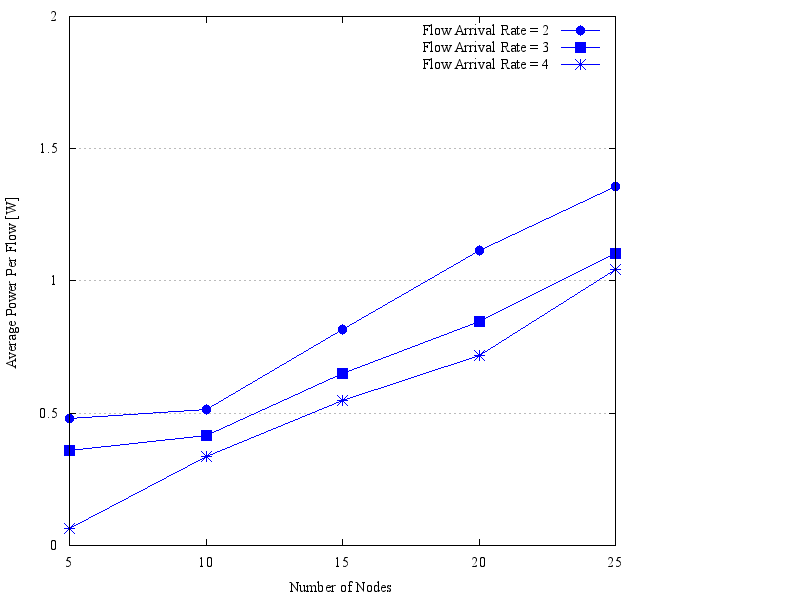 2
Flow Arrival Rate = 2
Flow Arrival Rate = 3
Flow Arrival Rate = 4
1.5
Average Power Per Flow [W]
1
0.5
0
5 10 15 20 25
Number of Nodes